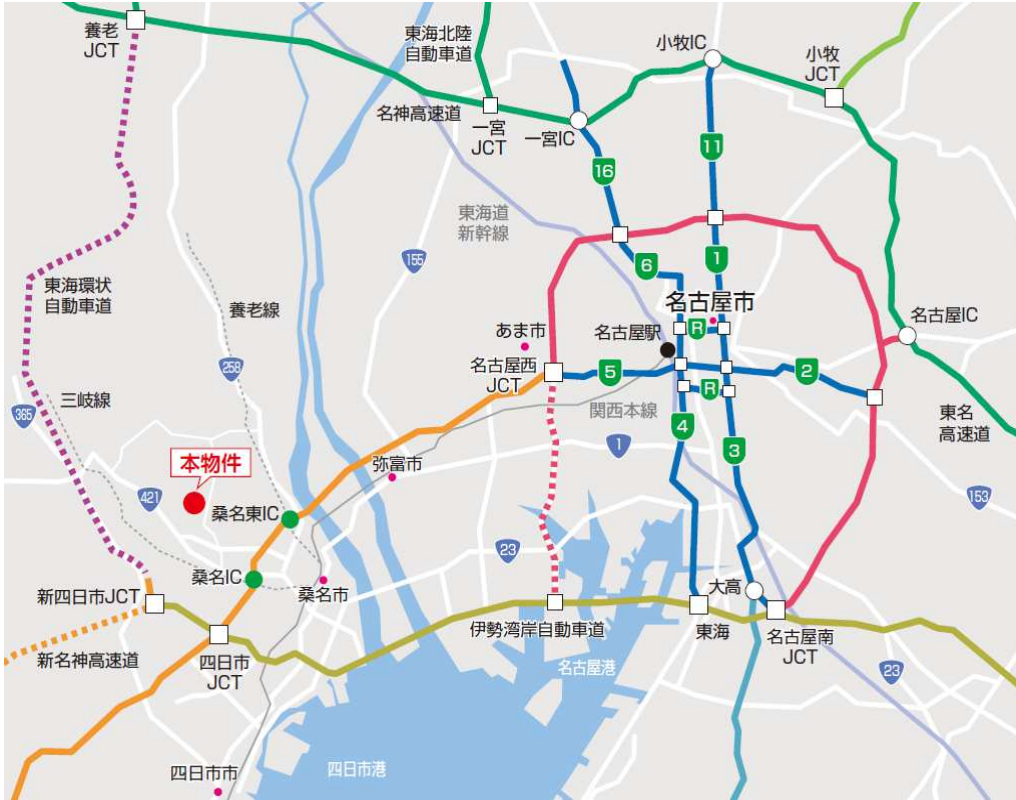 養老
JCT
東海北陸
自動車道
小牧IC
小牧
JCT
名神高速道
一宮
JCT
一宮IC
11
16
東海道
新幹線
155
6
1
東海環状
自動車道
養老線
名古屋市
R
名古屋駅
あま市
名古屋IC
名古屋西
JCT
5
2
258
三岐線
365
関西本線
R
東名
高速道
4
3
1
本物件
弥富市
421
153
桑名東IC
23
桑名IC
桑名市
大高
新四日市JCT
伊勢湾岸自動車道
東海
名古屋南
JCT
新名神高速道
四日市
JCT
名古屋港
23
四日市市
四日市港